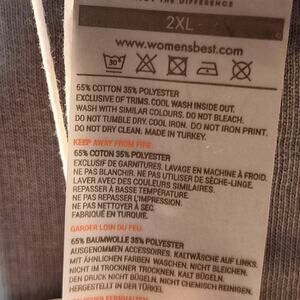 THE DIFFERENCE
2XL
www.womensbest.com
30°
65% COTTON 35% POLYESTER
EXCLUSIVE OF TRIMS. COOL WASH INSIDE OUT.
WASH WITH SIMILAR COLOURS. DO NOT BLEACH.
DO NOT TUMBLE DRY. COOL IRON. DO NOT IRON PRINT.
DO NOT DRY CLEAN. MADE IN TURKEY.
KEEP AWAY FROM FIRE
65% COTON 35% POLYESTER
EXCLUSIF DE GARNITURES. LAVAGE EN MACHINE À FROID.
NE PAS BLANCHIR. NE PAS UTILISER DE SÈCHE-LINGE.
LAVER AVEC DES COULEURS SIMILAIRES.
REPASSER À BASSE TEMPÉRATURE.
NE PAS REPASSER L'IMPRESSION.
NE PAS NETTOYER À SEC.
FABRIQUÉ EN TURQUIE.
GARDER LOIN DU FEU
65% BAUMWOLLE 35% POLYESTER
AUSGENOMMEN ACCESSOIRES. KALTWÄSCHE AUF LINKS.
MIT ÄHNLICHEN FARBEN WASCHEN. NICHT BLEICHEN.
NICHT IM TROCKNER TROCKNEN. KALT BÜGELN.
DEN DRUCK NICHT BÜGELN. NICHT CHEMISCH REINIGEN.
HERGESTELLT IN DER TÜRKEI